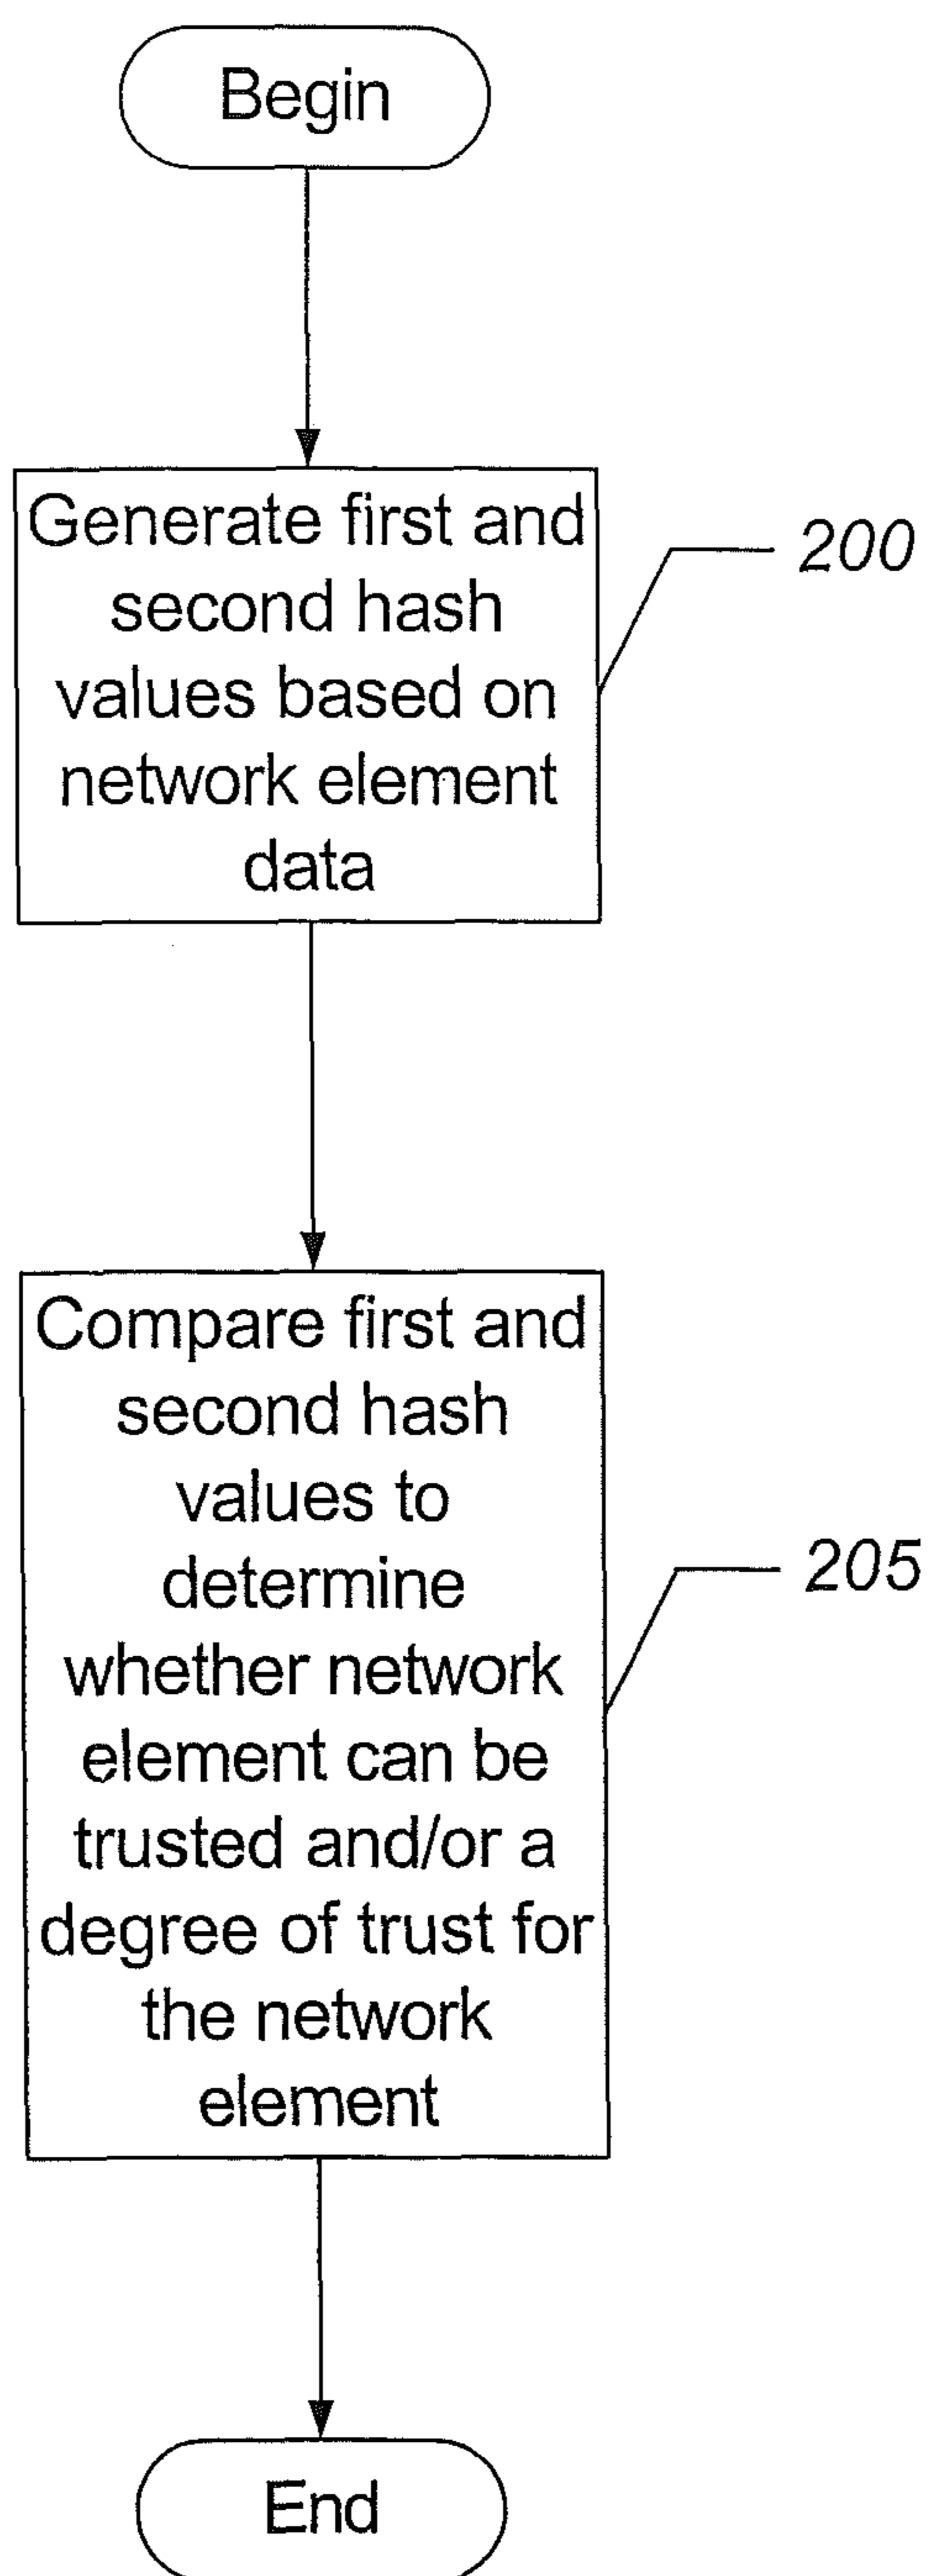 Begin
Generate first and
second hash
values based on
network element
data
200
Compare first and
second hash
values to
determine
whether network
element can be
trusted and/or a
degree of trust for
the network
element
205
End